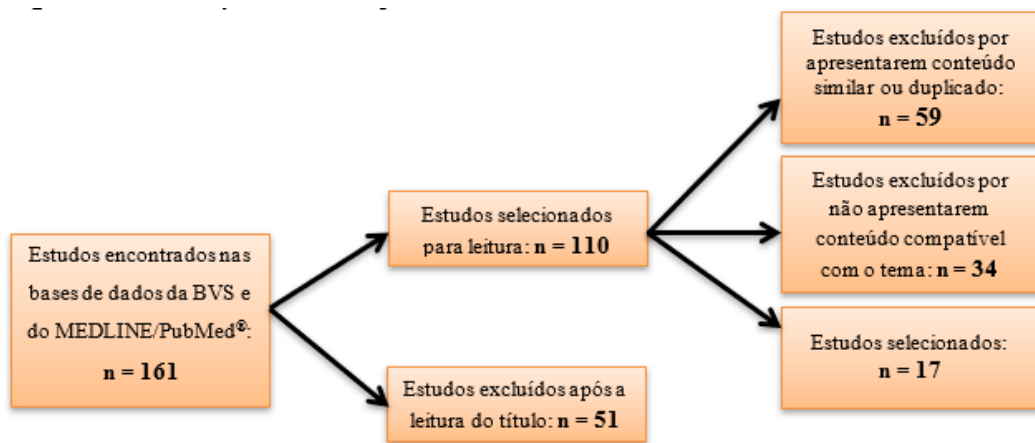 Estudos encontrados nas
bases de dados da BVS e
do MEDLINE/PubMed®:
n = 161
Estudos selecionados
para leitura: n = 110
Estudos excluídos após a
leitura do título: n = 51
Estudos excluídos por
apresentarem conteúdo
similar ou duplicado:
n = 59
Estudos excluídos por
não apresentarem
conteúdo compatível
com o tema: n = 34
Estudos selecionados:
n = 17